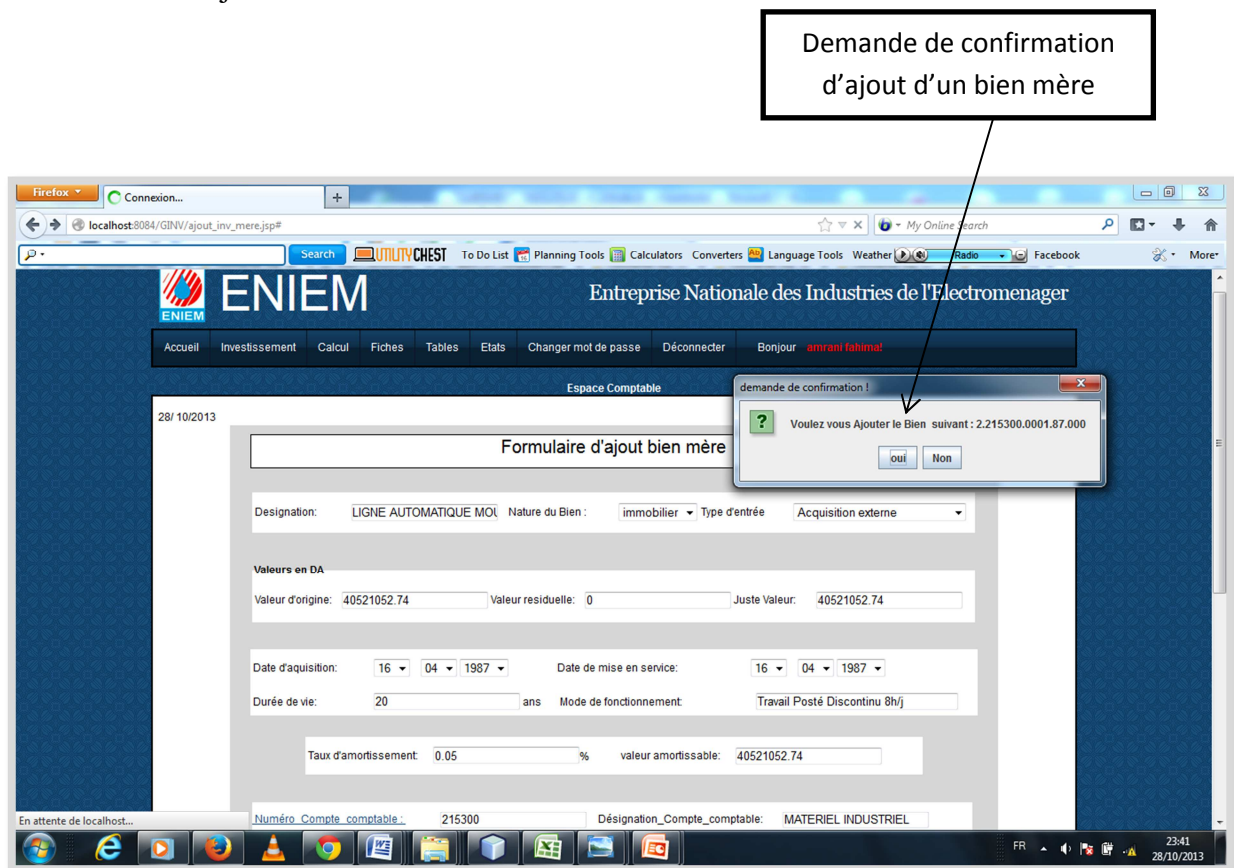 Demande de confirmation
d'ajout d'un bien mère
Firefox
Connexion...
localhost:8084/GINV/ajout_inv_mere.jsp#
My Online Search
Search UTILITYCHEST To Do List Planning Tools Calculators Converters Language Tools Weather Radio Facebook More
ENIEM ENIEM Entreprise Nationale des Industries de l'Electromenager
Accueil Investissement Calcul Fiches Tables Etats Changer mot de passe Déconnecter Bonjour amrani fahima!
Espace Comptable
demande de confirmation !
Voulez vous Ajouter le Bien suivant : 2.215300.0001.87.000
oui Non
28/ 10/2013
Formulaire d'ajout bien mère
Designation: LIGNE AUTOMATIQUE MOU Nature du Bien : immobilier Type d'entrée Acquisition externe
Valeurs en DA
Valeur d'origine: 40521052.74 Valeur residuelle: 0 Juste Valeur: 40521052.74
Date d'aquisition: 16 04 1987 Date de mise en service: 16 04 1987
Durée de vie: 20 ans Mode de fonctionnement: Travail Posté Discontinu 8h/j
Taux d'amortissement: 0.05 % valeur amortissable: 40521052.74
Numéro Compte comptable : 215300 Désignation_Compte_comptable: MATERIEL INDUSTRIEL
En attente de localhost...
FR 23:41
28/10/2013